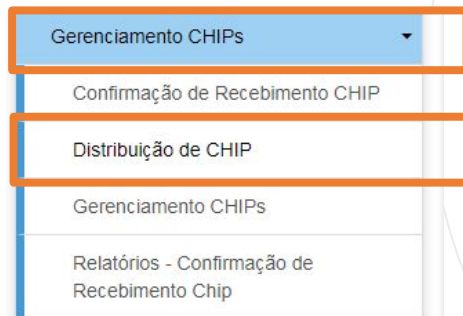 Gerenciamento CHIPs
Confirmação de Recebimento CHIP
Distribuição de CHIP
Gerenciamento CHIPs
Relatórios - Confirmação de
Recebimento Chip